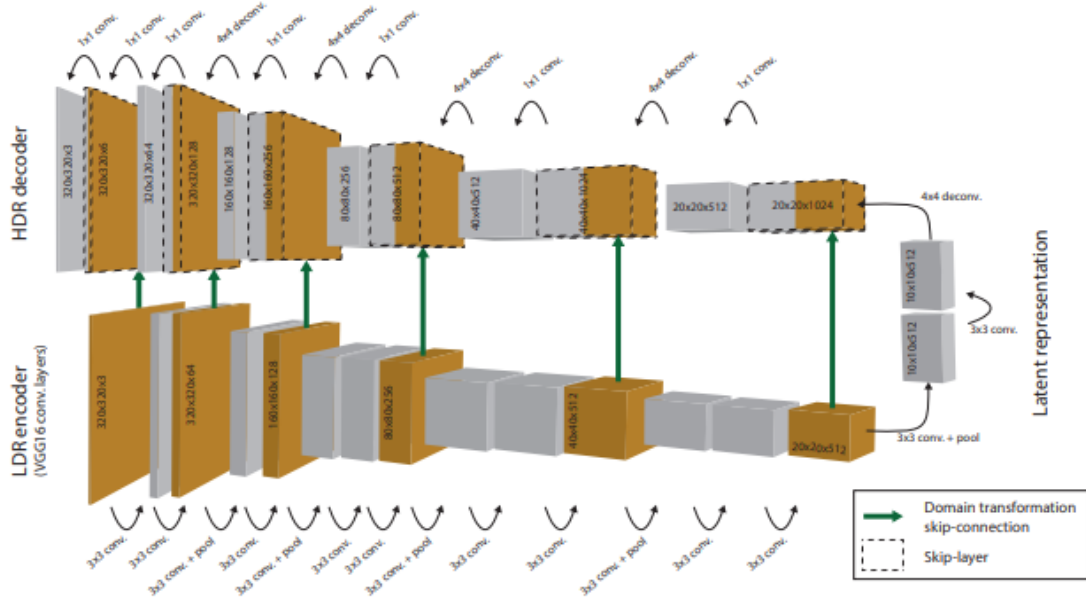 1x1 conv.
1x1 conv.
1x1 conv.
4x4 deconv.
1x1 conv.
4x4 deconv.
1x1 conv.
4x4 deconv.
1x1 conv.
4x4 deconv.
1x1 conv.
HDR decoder
320x320x3
320x320x6
320x320x64
320x320x128
160x160x128
160x160x256
80x80x256
80x80x512
40x40x512
40x40x1024
20x20x512
20x20x1024
4x4 deconv.
10x10x512
3x3 conv.
10x10x512
Latent representation
3x3 conv. + pool
LDR encoder
(VGG16 conv. layers)
320x320x3
320x320x64
160x160x128
80x80x256
40x40x512
20x20x512
3x3 conv.
3x3 conv.
3x3 conv. + pool
3x3 conv.
3x3 conv. + pool
3x3 conv.
3x3 conv.
3x3 conv. + pool
3x3 conv.
3x3 conv.
3x3 conv. + pool
3x3 conv.
3x3 conv.
Domain transformation
skip-connection
Skip-layer